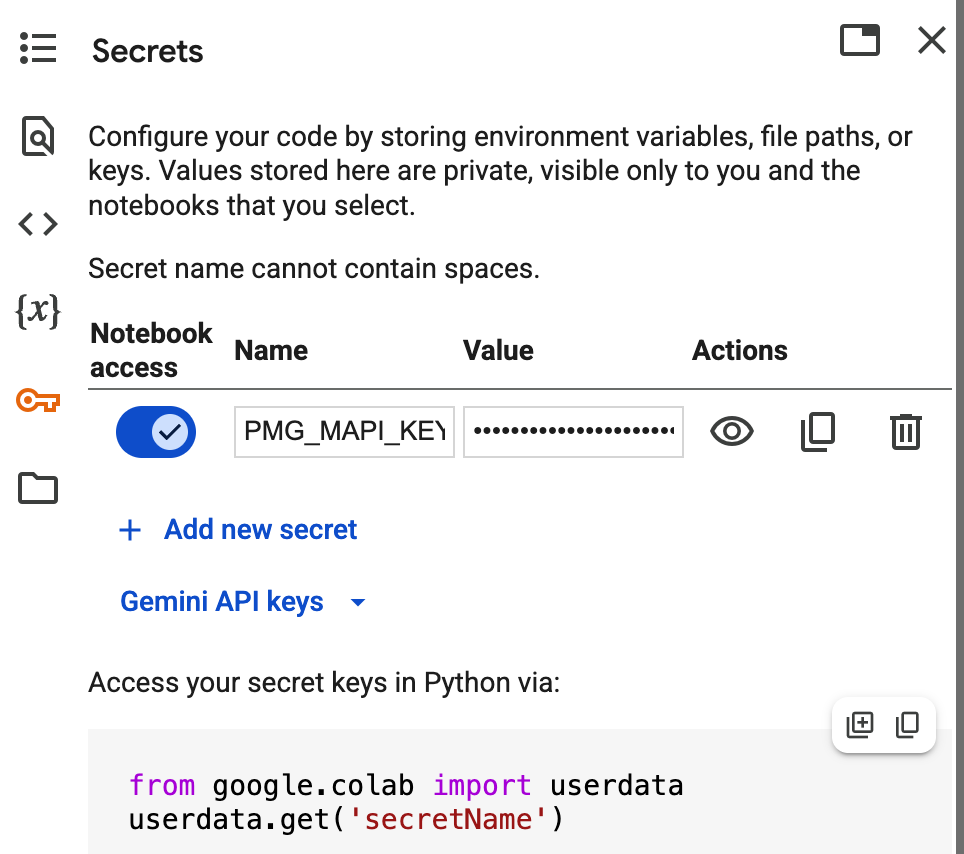 Secrets
Configure your code by storing environment variables, file paths, or
keys. Values stored here are private, visible only to you and the
notebooks that you select.
Secret name cannot contain spaces.
Notebook
access
Name
Value
Actions
{x}
PMG_MAPI_KEY
•••••••••••••••••••••
+ Add new secret
Gemini API keys
Access your secret keys in Python via:
from google.colab import userdata
userdata.get('secretName')